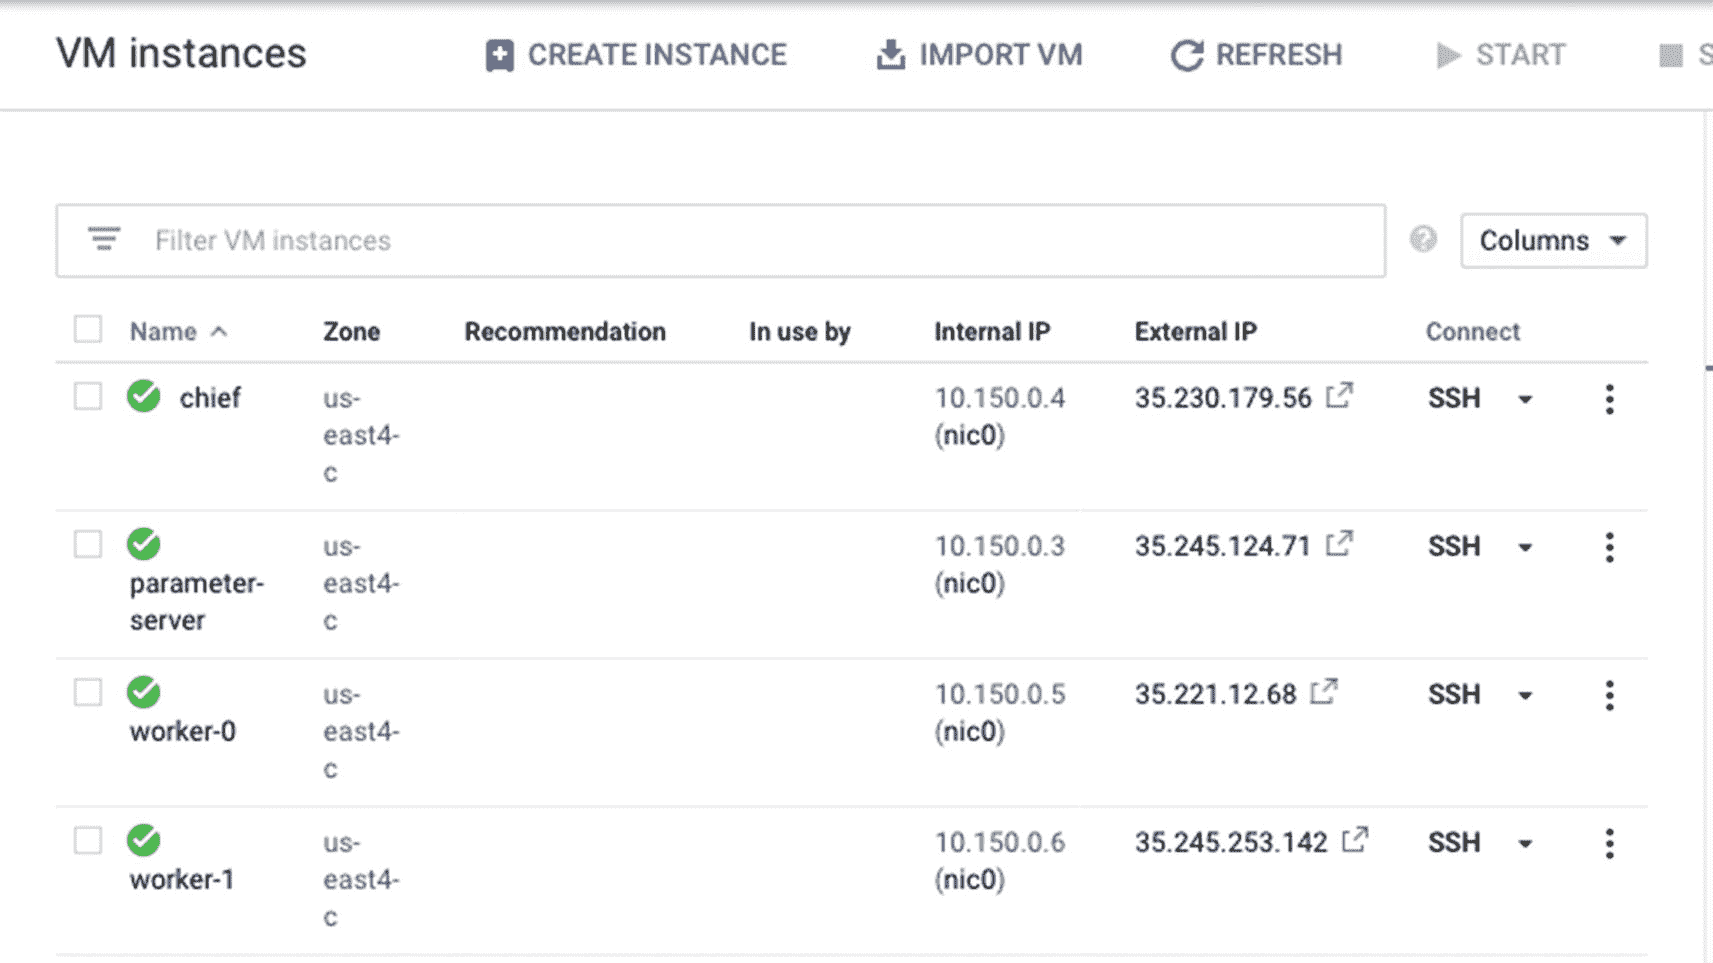 VM instances CREATE INSTANCE IMPORT VM REFRESH START S
Filter VM instances Columns
Name Zone Recommendation In use by Internal IP External IP Connect
chief us- 10.150.0.4 35.230.179.56 SSH
east4- (nic0)
c
us- 10.150.0.3 35.245.124.71 SSH
parameter- east4- (nic0)
server c
us- 10.150.0.5 35.221.12.68 SSH
worker-0 east4- (nic0)
c
us- 10.150.0.6 35.245.253.142 SSH
worker-1 east4- (nic0)
c